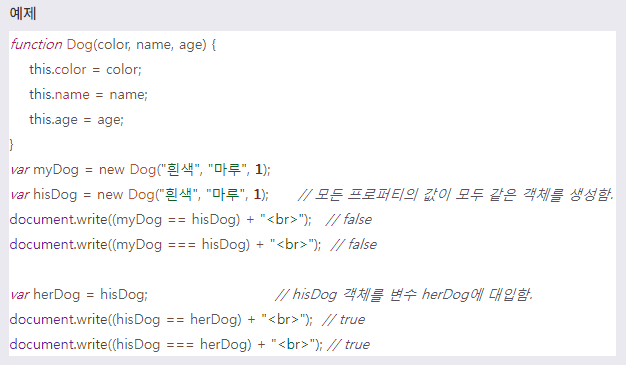 예제
function Dog(color, name, age) {
this.color = color;
this.name = name;
this.age = age;
}
var myDog = new Dog("흰색", "마루", 1);
var hisDog = new Dog("흰색", "마루", 1); // 모든 프로퍼티의 값이 모두 같은 객체를 생성함.
document.write((myDog == hisDog) + "<br>"); // false
document.write((myDog === hisDog) + "<br>"); // false
var herDog = hisDog; // hisDog 객체를 변수 herDog에 대입함.
document.write((hisDog == herDog) + "<br>"); // true
document.write((hisDog === herDog) + "<br>"); // true